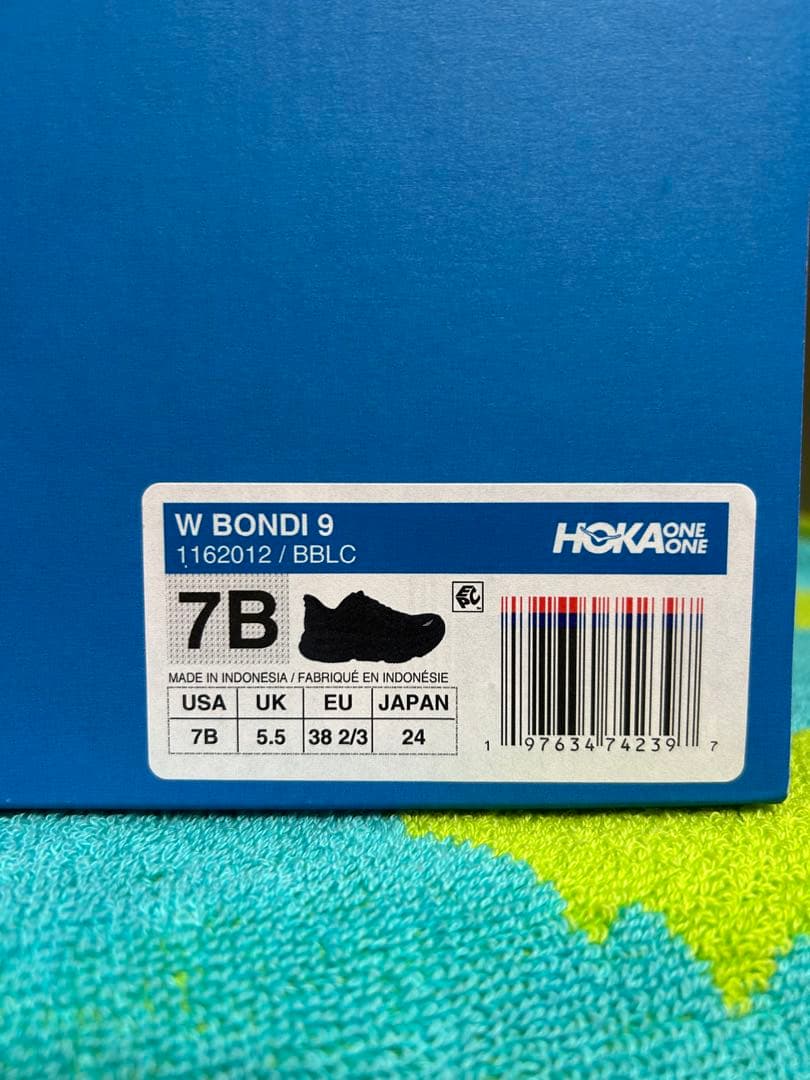 W BONDI 9
1162012 / BBLC
HOKA ONE ONE
7B
EPC
MADE IN INDONESIA / FABRIQUÉ EN INDONÉSIE
USA UK EU JAPAN
7B 5.5 38 2/3 24
1 97634 74239 7